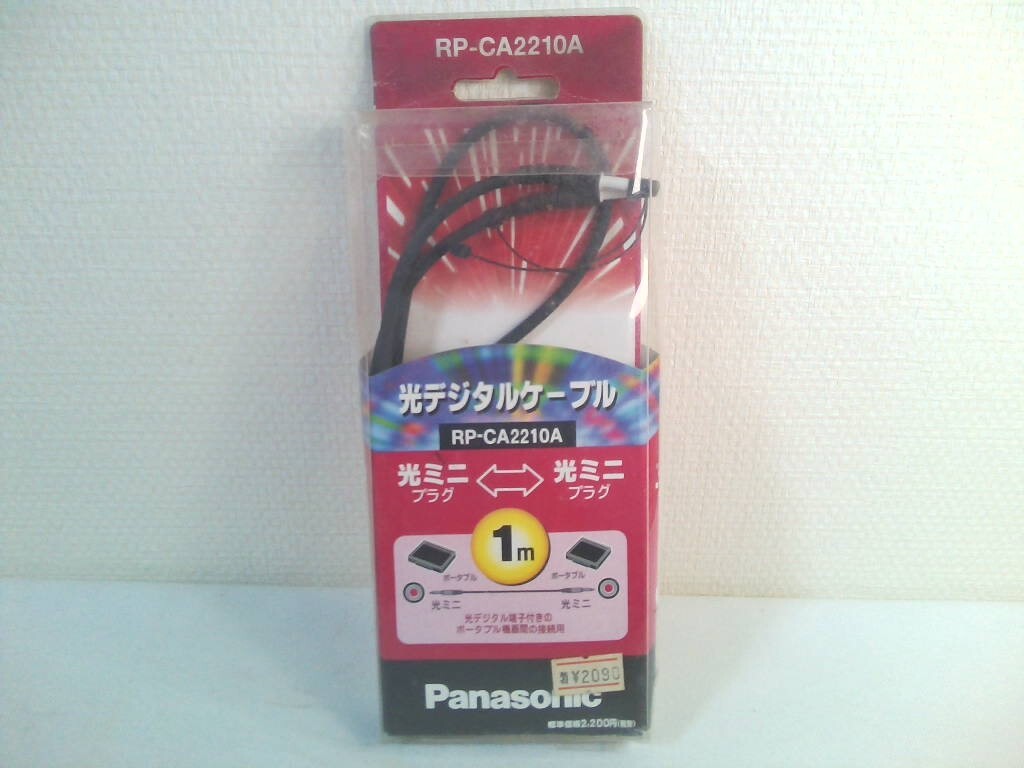 RP-CA2210A
光デジタルケーブル
RP-CA2210A
光ミニ 光ミニ
プラグ プラグ
1m
ポータブル ポータブル
光ミニ 光ミニ
光デジタル端子付きの
ポータブル機器間の接続用
¥2090
Panasonic
標準価格2,200円(税別)